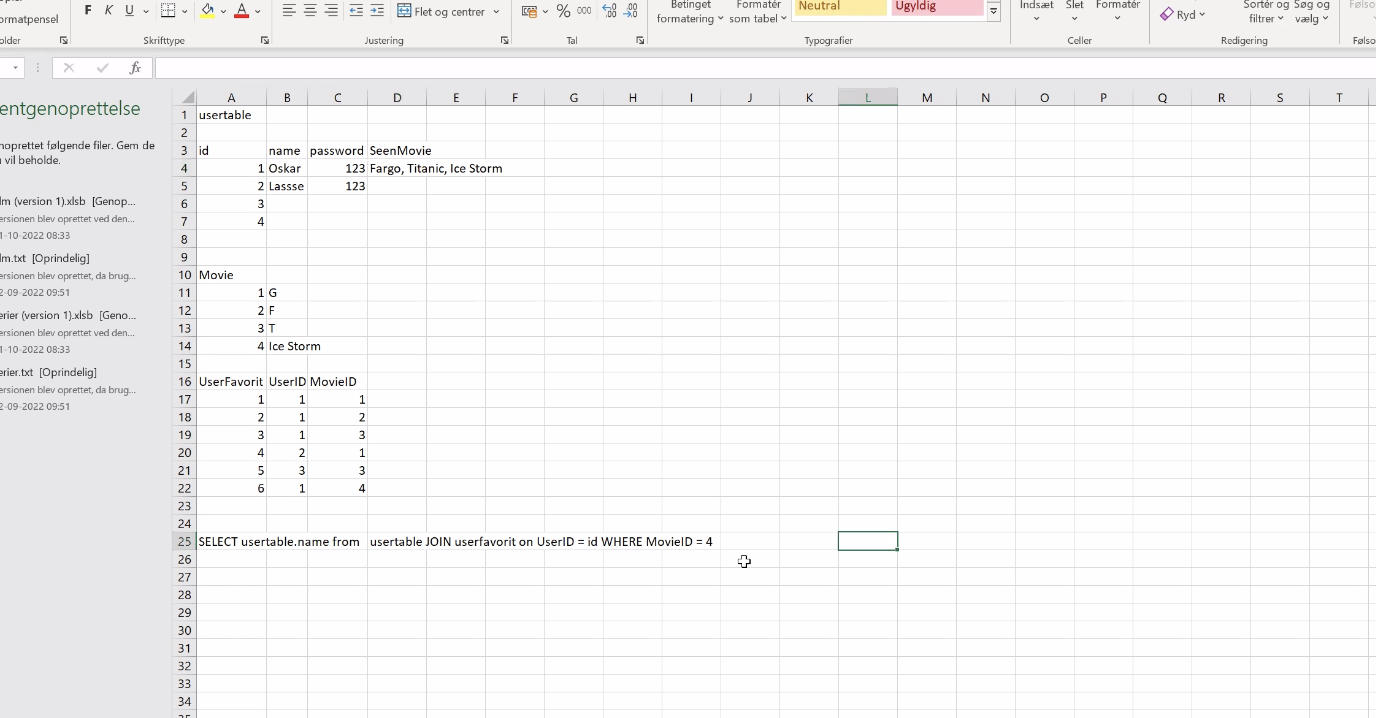 F K U A Flet og centrer % 000
Betinget formatering Formatér som tabel Neutral Ugyldig
Indsæt Slet Formatér Ryd Sortér og filtrer Søg og vælg
Skrifttype Justering Tal Typografier Celler Redigering
fx
entgenoprettelse
noprettet følgende filer. Gem de
vil beholde.
lm (version 1).xlsb [Genop...
ersionen blev oprettet ved den...
1-10-2022 08:33
lm.txt [Oprindelig]
ersionen blev oprettet, da brug...
2-09-2022 09:51
erier (version 1).xlsb [Geno...
ersionen blev oprettet ved den...
1-10-2022 08:33
erier.txt [Oprindelig]
ersionen blev oprettet, da brug...
2-09-2022 09:51
A B C D E F G H I J K L M N O P Q R S T
1 usertable
2
3 id name password SeenMovie
4 1 Oskar 123 Fargo, Titanic, Ice Storm
5 2 Lassse 123
6 3
7 4
8
9
10 Movie
11 1 G
12 2 F
13 3 T
14 4 Ice Storm
15
16 UserFavorit UserID MovieID
17 1 1 1
18 2 1 2
19 3 1 3
20 4 2 1
21 5 3 3
22 6 1 4
23
24
25 SELECT usertable.name from usertable JOIN userfavorit on UserID = id WHERE MovieID = 4
26
27
28
29
30
31
32
33
34